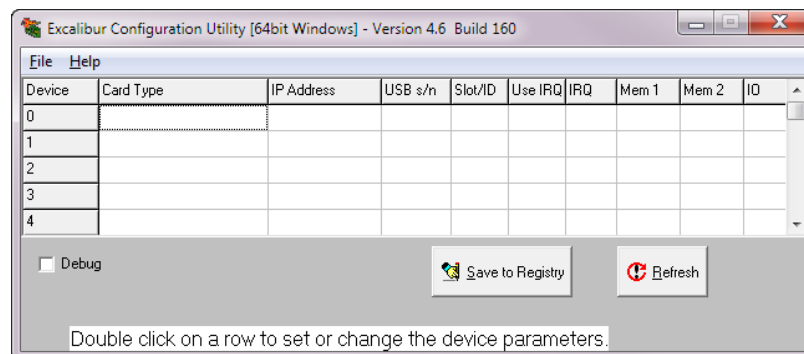 Excalibur Configuration Utility [64bit Windows] - Version 4.6 Build 160
File Help
Device Card Type IP Address USB s/n Slot/ID Use IRQ IRQ Mem 1 Mem 2 IO
0
1
2
3
4
Debug Save to Registry Refresh
Double click on a row to set or change the device parameters.